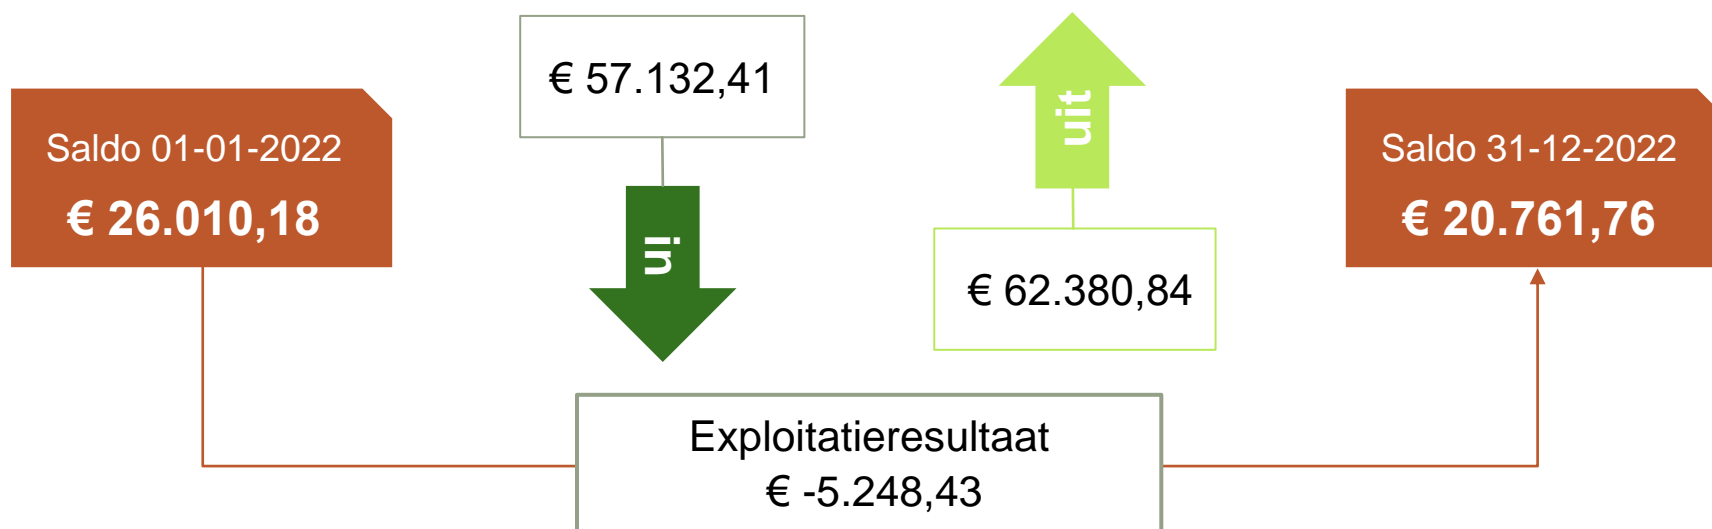 Saldo 01-01-2022
€ 26.010,18
€ 57.132,41
in
uit
€ 62.380,84
Saldo 31-12-2022
€ 20.761,76
Exploitatieresultaat
€ -5.248,43